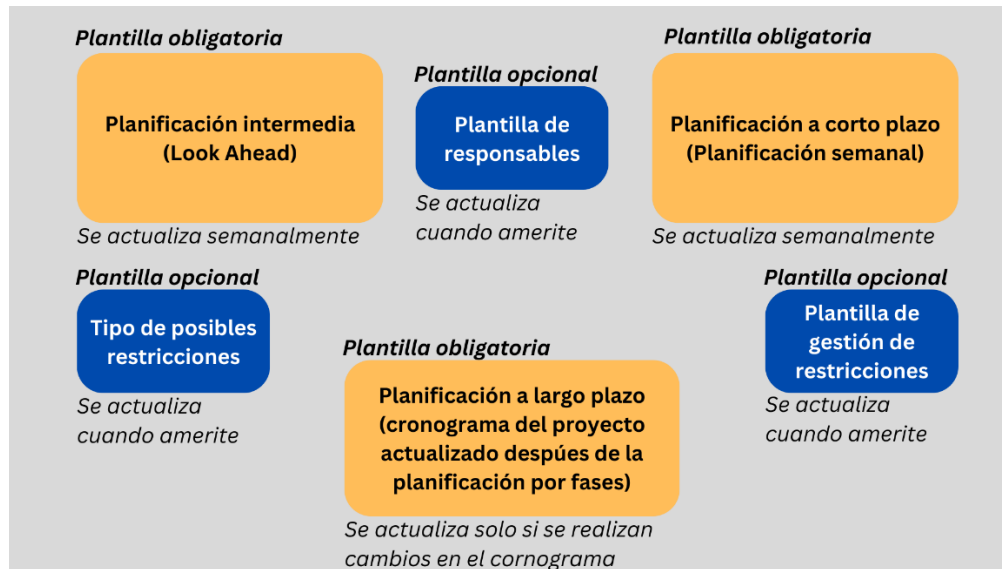 Plantilla obligatoria
Planificación intermedia
(Look Ahead)
Se actualiza semanalmente
Plantilla opcional
Plantilla de
responsables
Se actualiza
cuando amerite
Plantilla obligatoria
Planificación a corto plazo
(Planificación semanal)
Se actualiza semanalmente
Plantilla opcional
Tipo de posibles
restricciones
Se actualiza
cuando amerite
Plantilla obligatoria
Planificación a largo plazo
(cronograma del proyecto
actualizado despúes de la
planificación por fases)
Se actualiza solo si se realizan
cambios en el cornograma
Plantilla opcional
Plantilla de
gestión de
restricciones
Se actualiza
cuando amerite